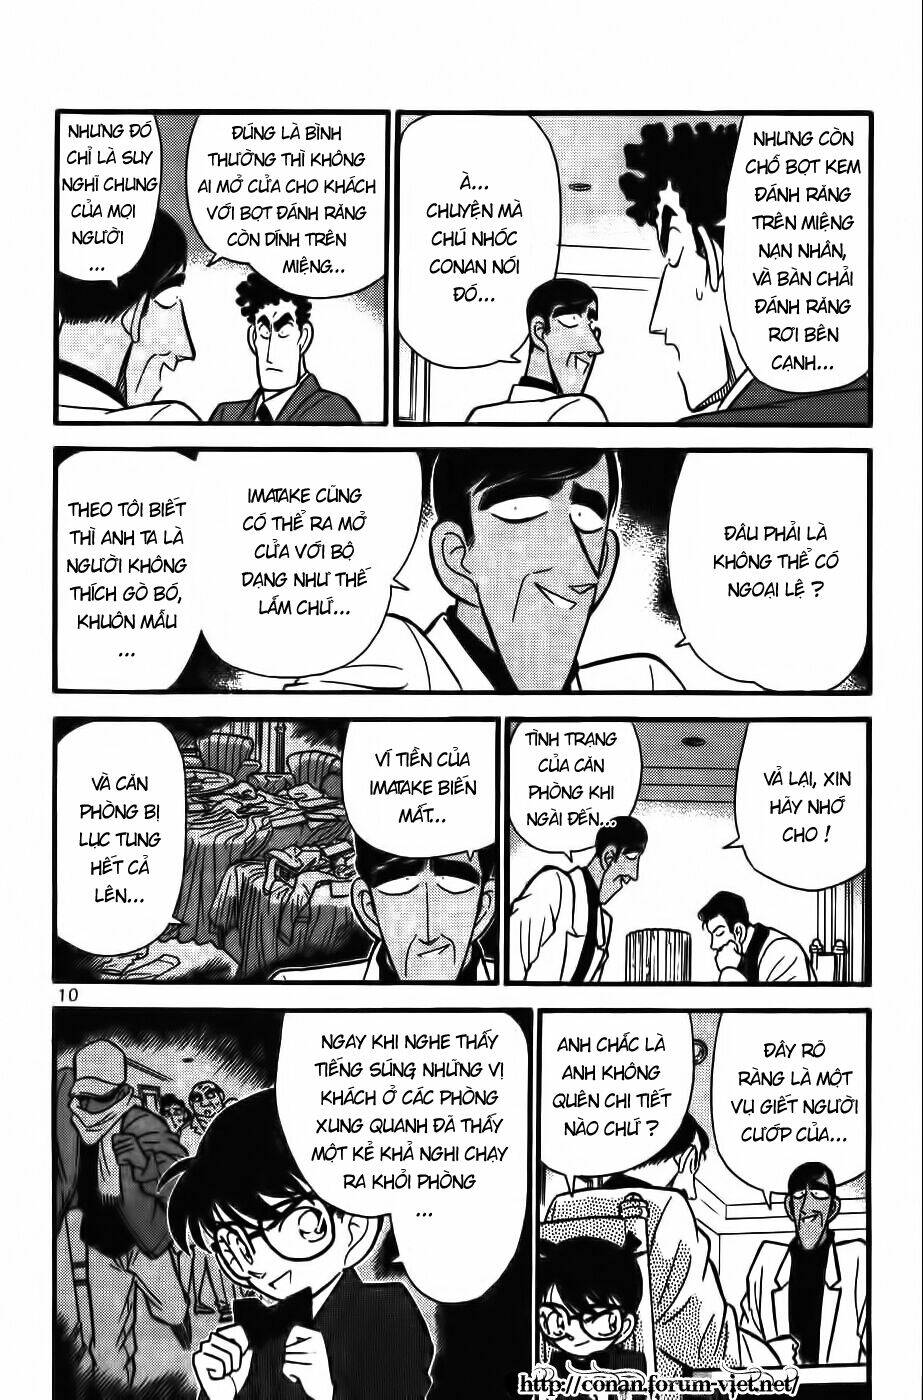 NHƯNG CÒN
CHỖ BỌT KEM
ĐÁNH RĂNG
TRÊN MIỆNG
NẠN NHÂN,
VÀ BÀN CHẢI
ĐÁNH RĂNG
RƠI BÊN
CẠNH...
À...
CHUYỆN MÀ
CHÚ NHÓC
CONAN NÓI
ĐÓ...
ĐÚNG LÀ BÌNH
THƯỜNG THÌ KHÔNG
AI MỞ CỬA CHO KHÁCH
VỚI BỌT ĐÁNH RĂNG
CÒN DÍNH TRÊN
MIỆNG...
NHƯNG ĐÓ
CHỈ LÀ SUY
NGHĨ CHUNG
CỦA MỌI
NGƯỜI
...
ĐÂU PHẢI LÀ
KHÔNG THỂ CÓ
NGOẠI LỆ ?
IMATAKE CŨNG
CÓ THỂ RA MỞ
CỬA VỚI BỘ
DẠNG NHƯ THẾ
LẮM CHỨ...
THEO TÔI BIẾT
THÌ ANH TA LÀ
NGƯỜI KHÔNG
THÍCH GÒ BÓ,
KHUÔN MẪU
...
VẢ LẠI, XIN
HÃY NHỚ
CHO !
TÌNH TRẠNG
CỦA CĂN
PHÒNG KHI
NGÀI ĐẾN...
VÍ TIỀN CỦA
IMATAKE BIẾN
MẤT...
VÀ CĂN
PHÒNG BỊ
LỤC TUNG
HẾT CẢ
LÊN...
10
ĐÂY RÕ
RÀNG LÀ MỘT
VỤ GIẾT NGƯỜI
CƯỚP CỦA...
ANH CHẮC LÀ
ANH KHÔNG
QUÊN CHI TIẾT
NÀO CHỨ ?
NGAY KHI NGHE THẤY
TIẾNG SÚNG NHỮNG VỊ
KHÁCH Ở CÁC PHÒNG
XUNG QUANH ĐÃ THẤY
MỘT KẺ KHẢ NGHI CHẠY
RA KHỎI PHÒNG
...
http://conan.forum-viet.net/